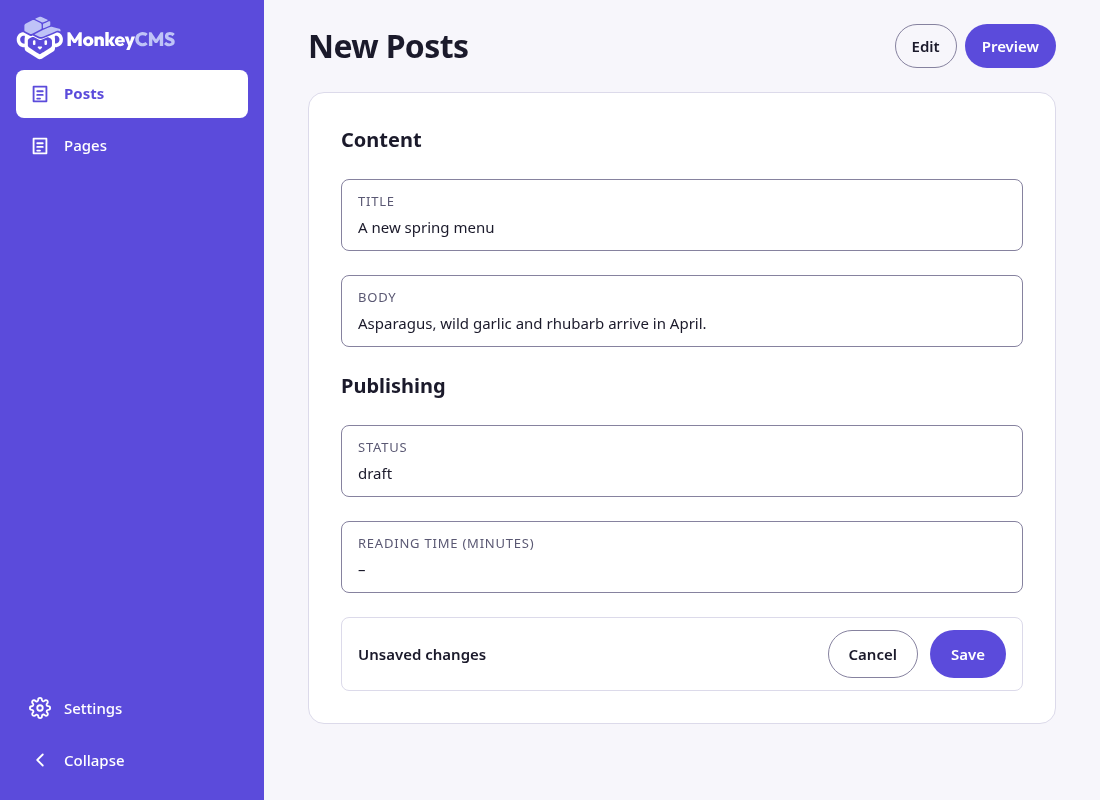 MonkeyCMS
Posts
Pages
Settings
Collapse
New Posts
Edit
Preview
Content
TITLE
A new spring menu
BODY
Asparagus, wild garlic and rhubarb arrive in April.
Publishing
STATUS
draft
READING TIME (MINUTES)
–
Unsaved changes
Cancel
Save